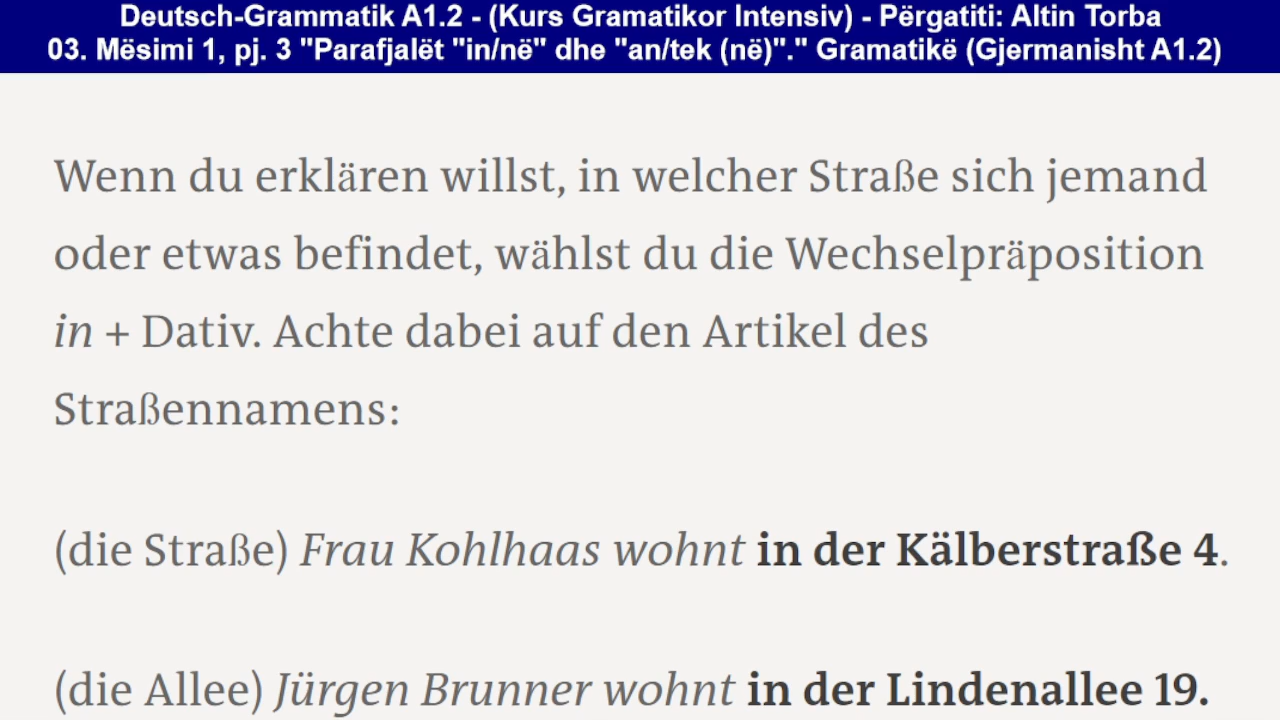 Deutsch-Grammatik A1.2 - (Kurs Gramatikor Intensiv) - Përgatiti: Altin Torba
03. Mësimi 1, pj. 3 "Parafjalët "in/në" dhe "an/tek (në)"." Gramatikë (Gjermanisht A1.2)
Wenn du erklären willst, in welcher Straße sich jemand
oder etwas befindet, wählst du die Wechselpräposition
in + Dativ. Achte dabei auf den Artikel des
Straßennamens:
(die Straße) Frau Kohlhaas wohnt in der Kälberstraße 4.
(die Allee) Jürgen Brunner wohnt in der Lindenallee 19.